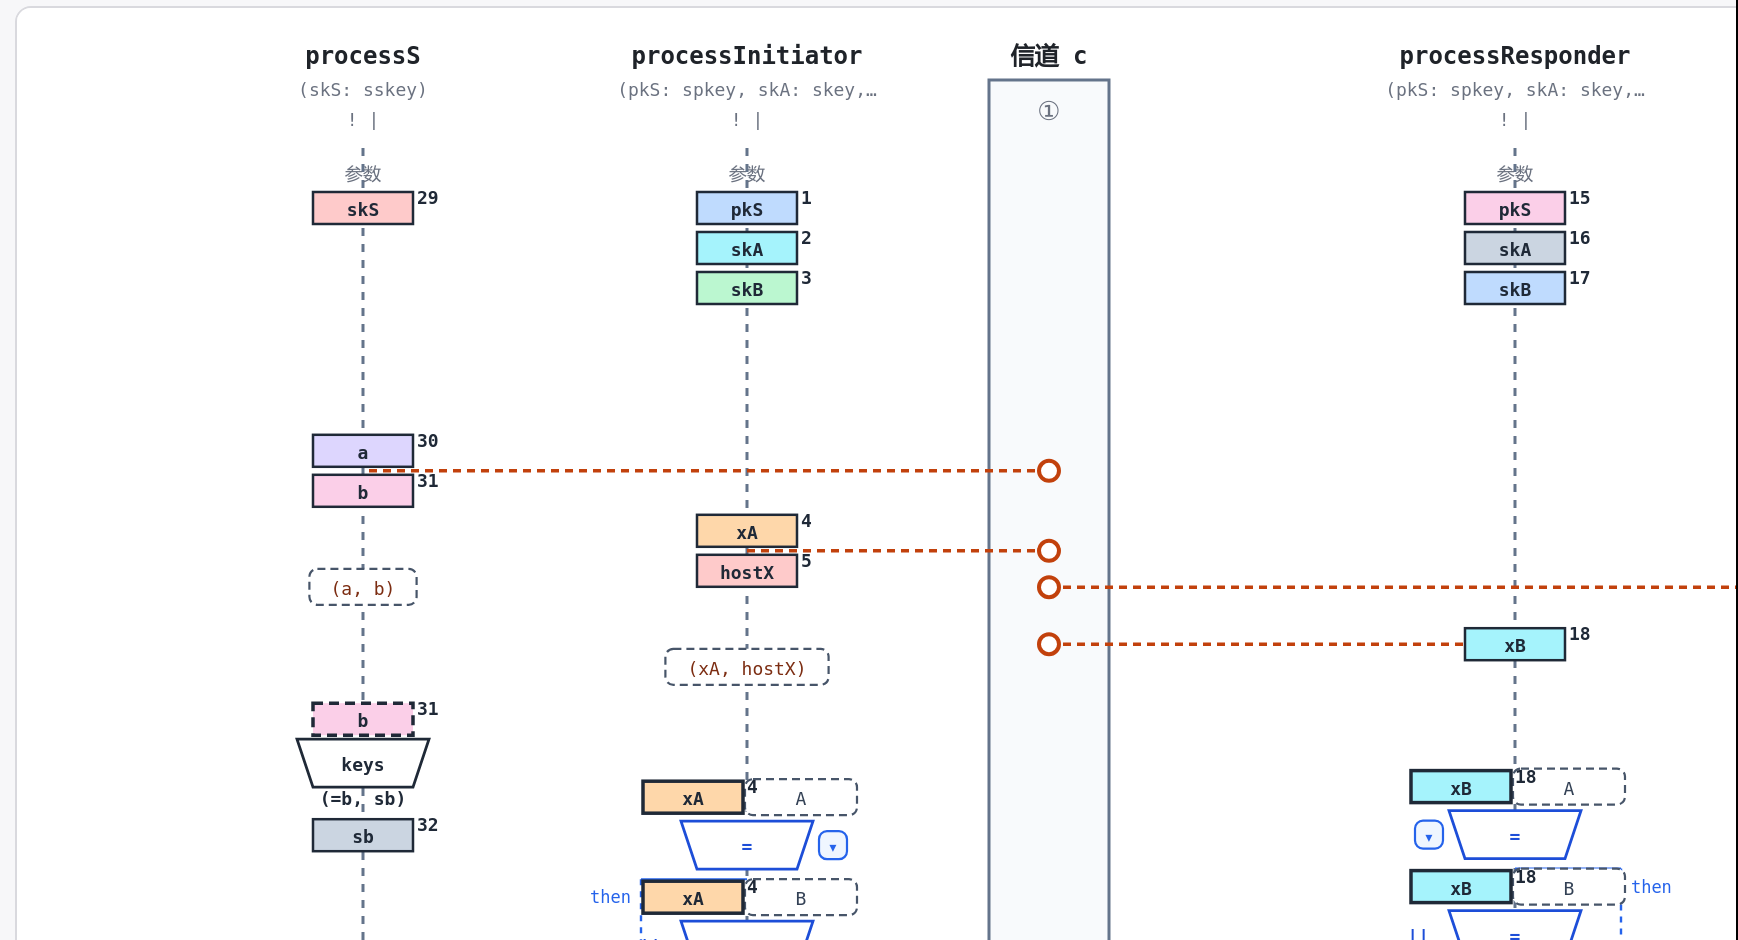 processS processInitiator 信道 c processResponder
(skS: sskey) (pkS: spkey, skA: skey,… (pkS: spkey, skA: skey,…
! | ! | ① ! |
参数 参数 参数
skS 29 pkS 1 pkS 15
skA 2 skA 16
skB 3 skB 17
a 30
b 31
xA 4
hostX 5
(a, b)
xB 18
(xA, hostX)
b 31
keys
(=b, sb)
xA 4 A xB 18 A
sb 32
= ▾ ▾ =
then xA 4 B xB 18 B then
=